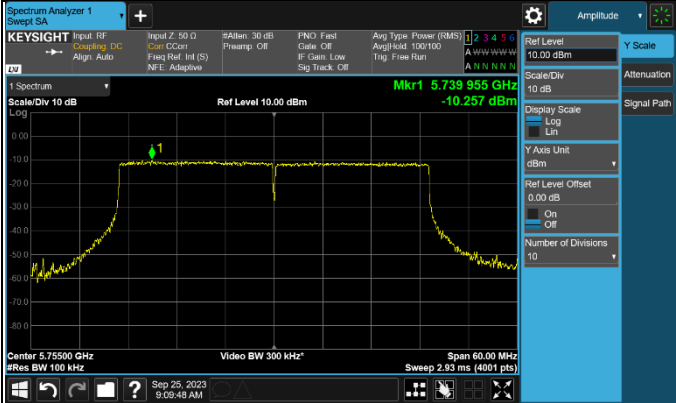 Spectrum Analyzer 1
Swept SA
+
Amplitude
KEYSIGHT
Input: RF
Coupling: DC
Align: Auto
Input Z: 50 Ω
Corr CCorr
Freq Ref: Int (S)
NFE: Adaptive
#Atten: 30 dB
Preamp: Off
PNO: Fast
Gate: Off
IF Gain: Low
Sig Track: Off
Avg Type: Power (RMS)
Avg|Hold: 100/100
Trig: Free Run
1 2 3 4 5 6
A W W W W W
A N N N N N
LXI
1 Spectrum
Scale/Div 10 dB
Log
Ref Level 10.00 dBm
Mkr1 5.739 955 GHz
-10.257 dBm
1
0.00
-10.0
-20.0
-30.0
-40.0
-50.0
-60.0
-70.0
-80.0
Center 5.75500 GHz
#Res BW 100 kHz
Video BW 300 kHz*
Span 60.00 MHz
Sweep 2.93 ms (4001 pts)
Ref Level
10.00 dBm
Scale/Div
10 dB
Display Scale
Log
Lin
Y Axis Unit
dBm
Ref Level Offset
0.00 dB
On
Off
Number of Divisions
10
Y Scale
Attenuation
Signal Path
?
Sep 25, 2023
9:09:48 AM